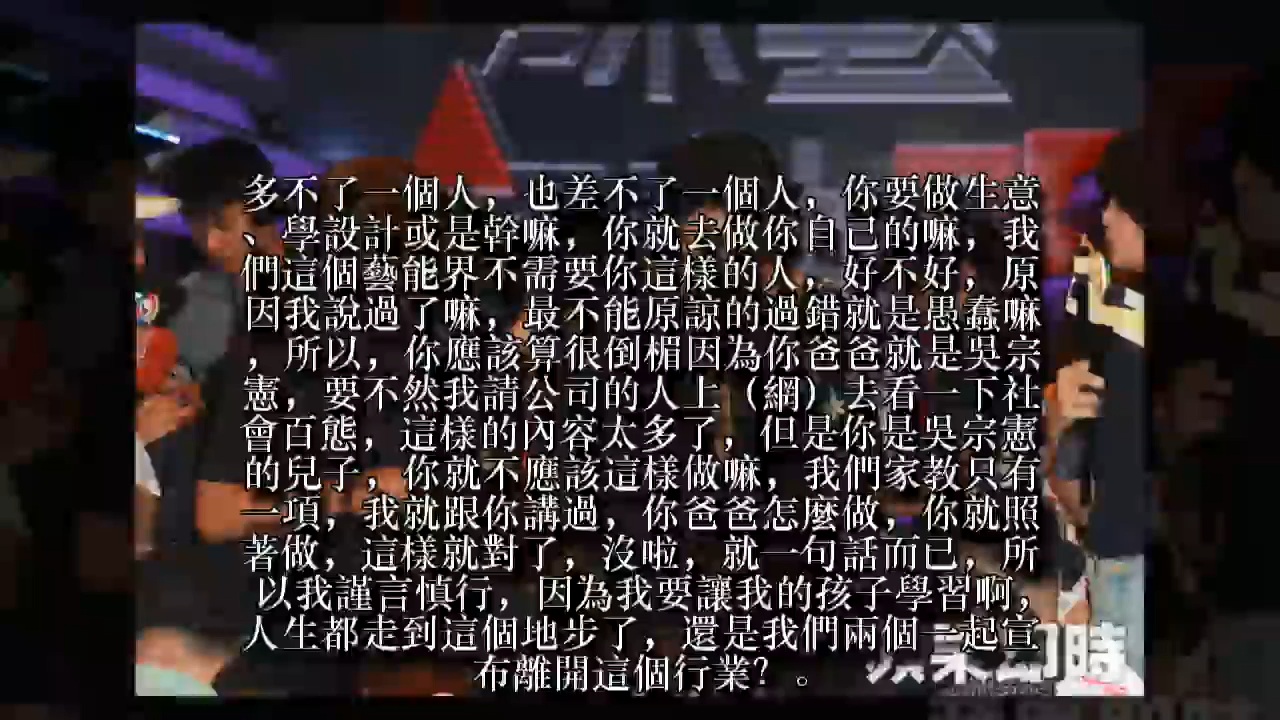 多不了一個人，也差不了一個人，你要做生意
、學設計或是幹嘛，你就去做你自己的嘛，我
們這個藝能界不需要你這樣的人，好不好，原
因我說過了嘛，最不能原諒的過錯就是愚蠢嘛
，所以，你應該算很倒楣因為你爸爸就是吳宗
憲，要不然我請公司的人上（網）去看一下社
會百態，這樣的內容太多了，但是你是吳宗憲
的兒子，你就不應該這樣做嘛，我們家教只有
一項，我就跟你講過，你爸爸怎麼做，你就照
著做，這樣就對了，沒啦，就一句話而已，所
以我謹言慎行，因為我要讓我的孩子學習啊，
人生都走到這個地步了，還是我們兩個一起宣
布離開這個行業？。